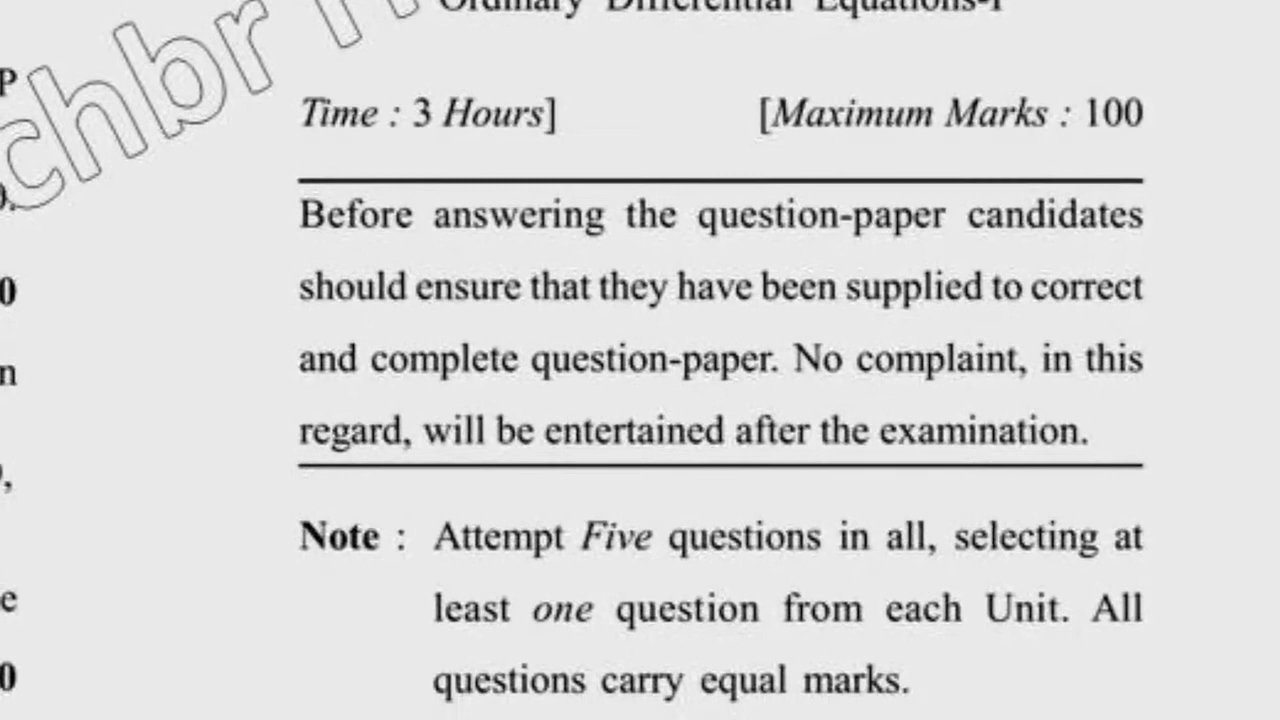 Ordinary Differential Equations-I
Time : 3 Hours] [Maximum Marks : 100
Before answering the question-paper candidates
should ensure that they have been supplied to correct
and complete question-paper. No complaint, in this
regard, will be entertained after the examination.
Note : Attempt Five questions in all, selecting at
least one question from each Unit. All
questions carry equal marks.